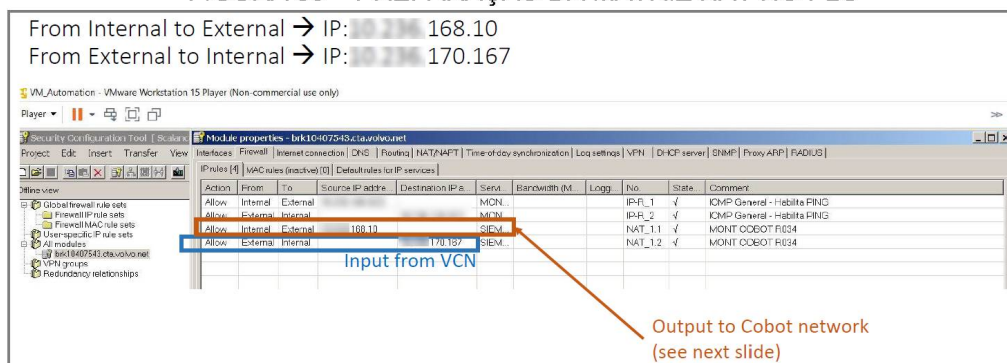 From Internal to External → IP: 168.10
From External to Internal → IP: 170.167
VM_Automation - VMware Workstation 15 Player (Non-commercial use only)
Player
Security Configuration Tool [ Scalanc
Module properties - brk10407543.cta.volvo.net
Project Edit Insert Transfer View
Interfaces Firewall Internet connection DNS Routing NAT/NAPT Time-of-day synchronization Log settings VPN DHCP server SNMP Proxy ARP RADIUS
IP rules [4] MAC rules (inactive) [0] Default rules for IP services
Offline view
Action From To Source IP addre... Destination IP a... Servi... Bandwidth (M... Logg... No. State... Comment
Global firewall rule sets
Firewall IP rule sets
Firewall MAC rule sets
User-specific IP rule sets
All modules
brk10407543.cta.volvo.net
VPN groups
Redundancy relationships
Allow Internal External MON... IP-R_1 √ ICMP General - Habilita PING
Allow External Internal MON... IP-R_2 √ ICMP General - Habilita PING
Allow Internal External 168.10 SIEM... NAT_1.1 √ MONT COBOT R034
Allow External Internal 170.167 SIEM... NAT_1.2 √ MONT COBOT R034
Input from VCN
Output to Cobot network
(see next slide)